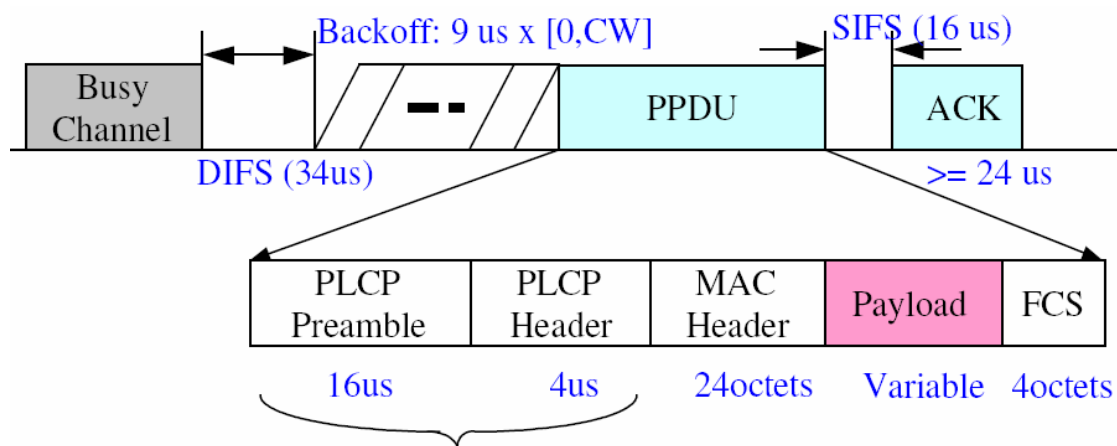 Backoff: 9 us x [0,CW]
SIFS (16 us)
Busy
Channel
PPDU
ACK
DIFS (34us)
>= 24 us
PLCP
Preamble
PLCP
Header
MAC
Header
Payload
FCS
16us
4us
24octets
Variable
4octets